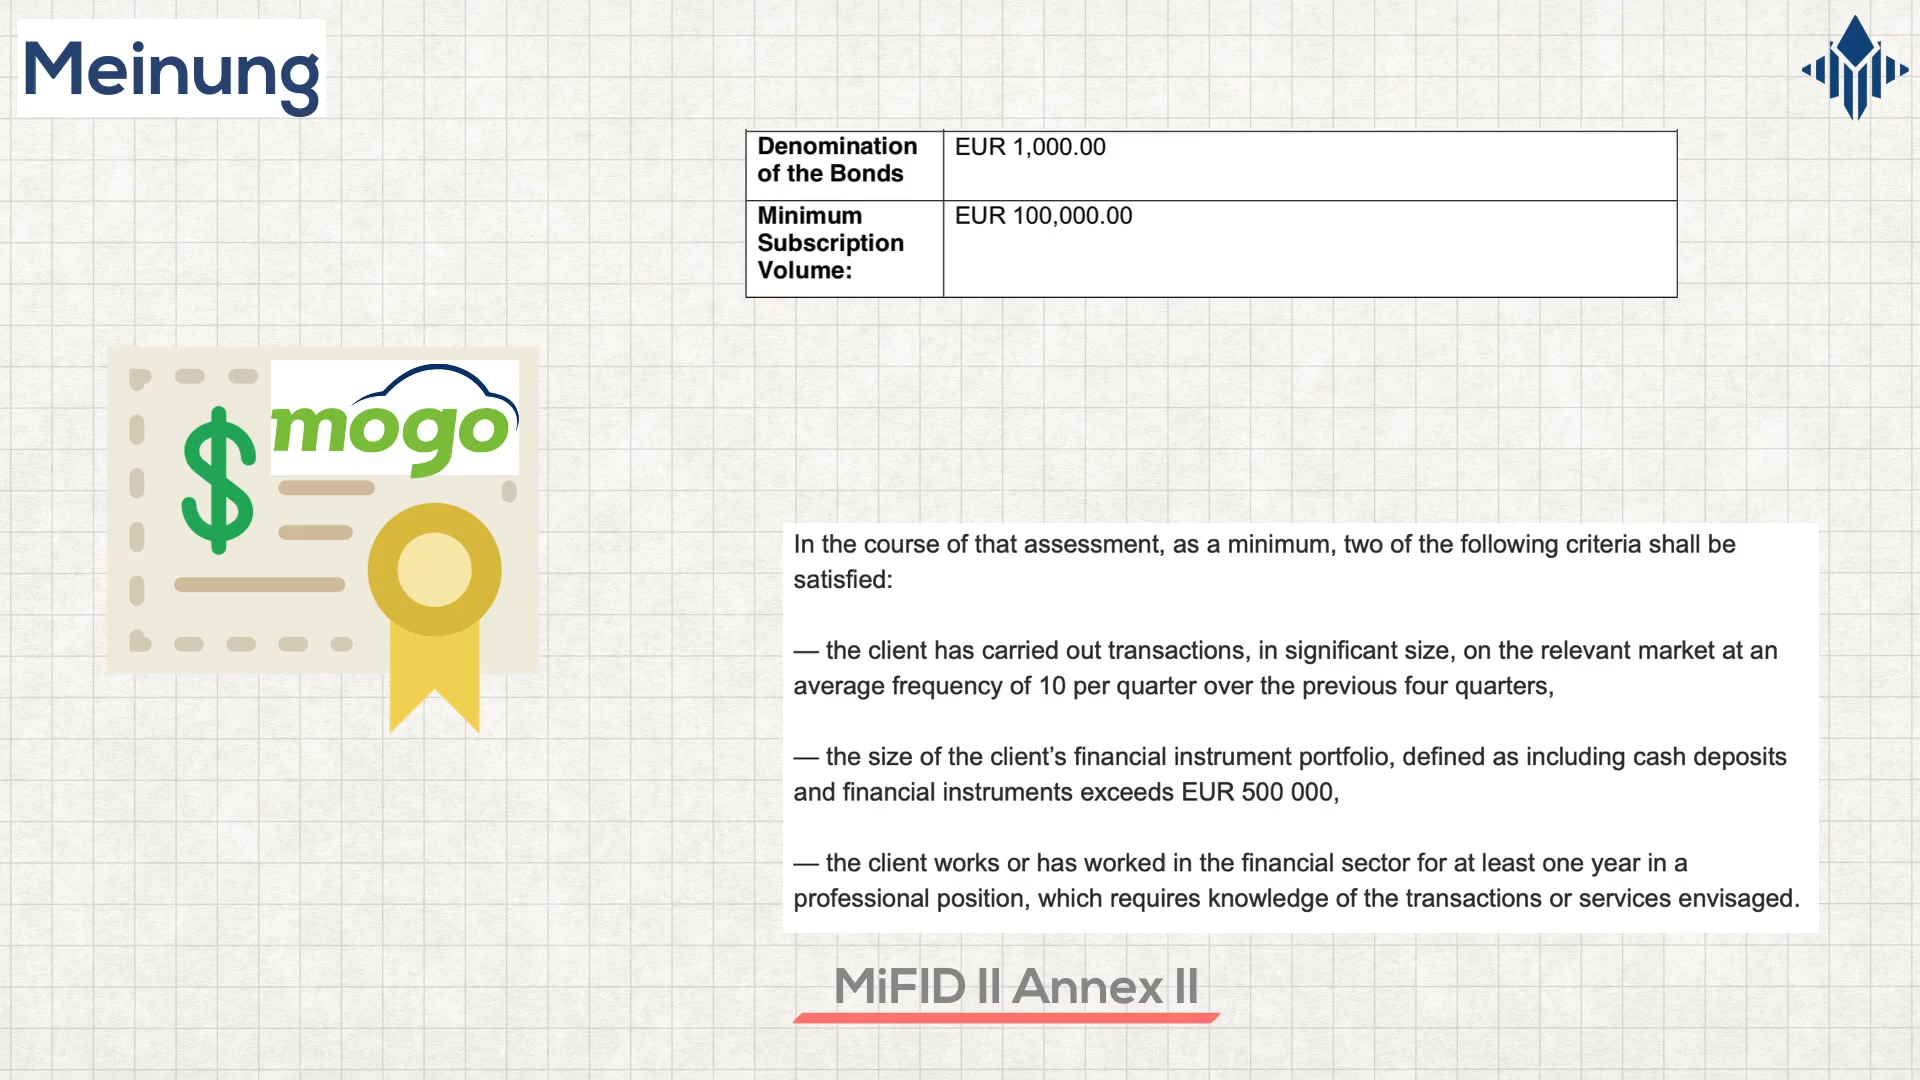 Meinung
Denomination
of the Bonds
EUR 1,000.00
Minimum
Subscription
Volume:
EUR 100,000.00
$
mogo
In the course of that assessment, as a minimum, two of the following criteria shall be
satisfied:
— the client has carried out transactions, in significant size, on the relevant market at an
average frequency of 10 per quarter over the previous four quarters,
— the size of the client’s financial instrument portfolio, defined as including cash deposits
and financial instruments exceeds EUR 500 000,
— the client works or has worked in the financial sector for at least one year in a
professional position, which requires knowledge of the transactions or services envisaged.
MiFID II Annex II